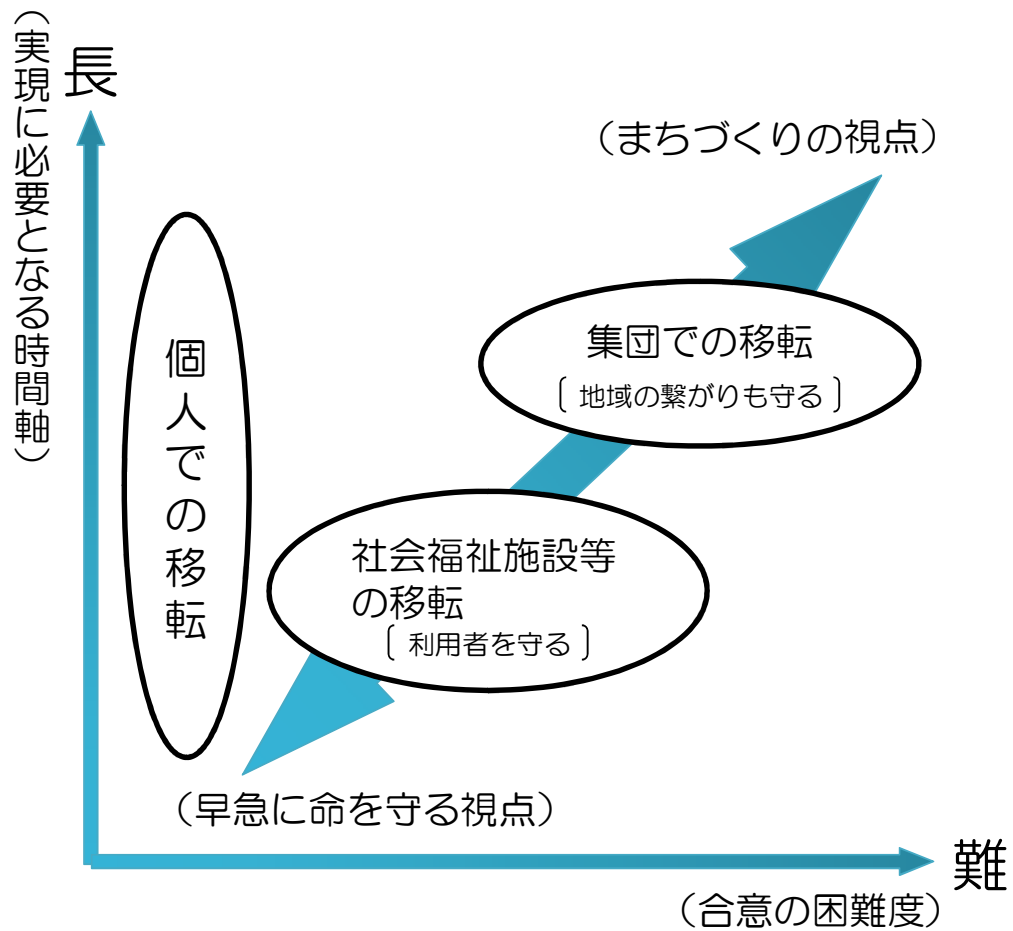 (実現に必要となる時間軸)
長
(まちづくりの視点)
集団での移転
〔 地域の繋がりも守る 〕
個人での移転
社会福祉施設等
の移転
〔 利用者を守る 〕
(早急に命を守る視点)
難
(合意の困難度)